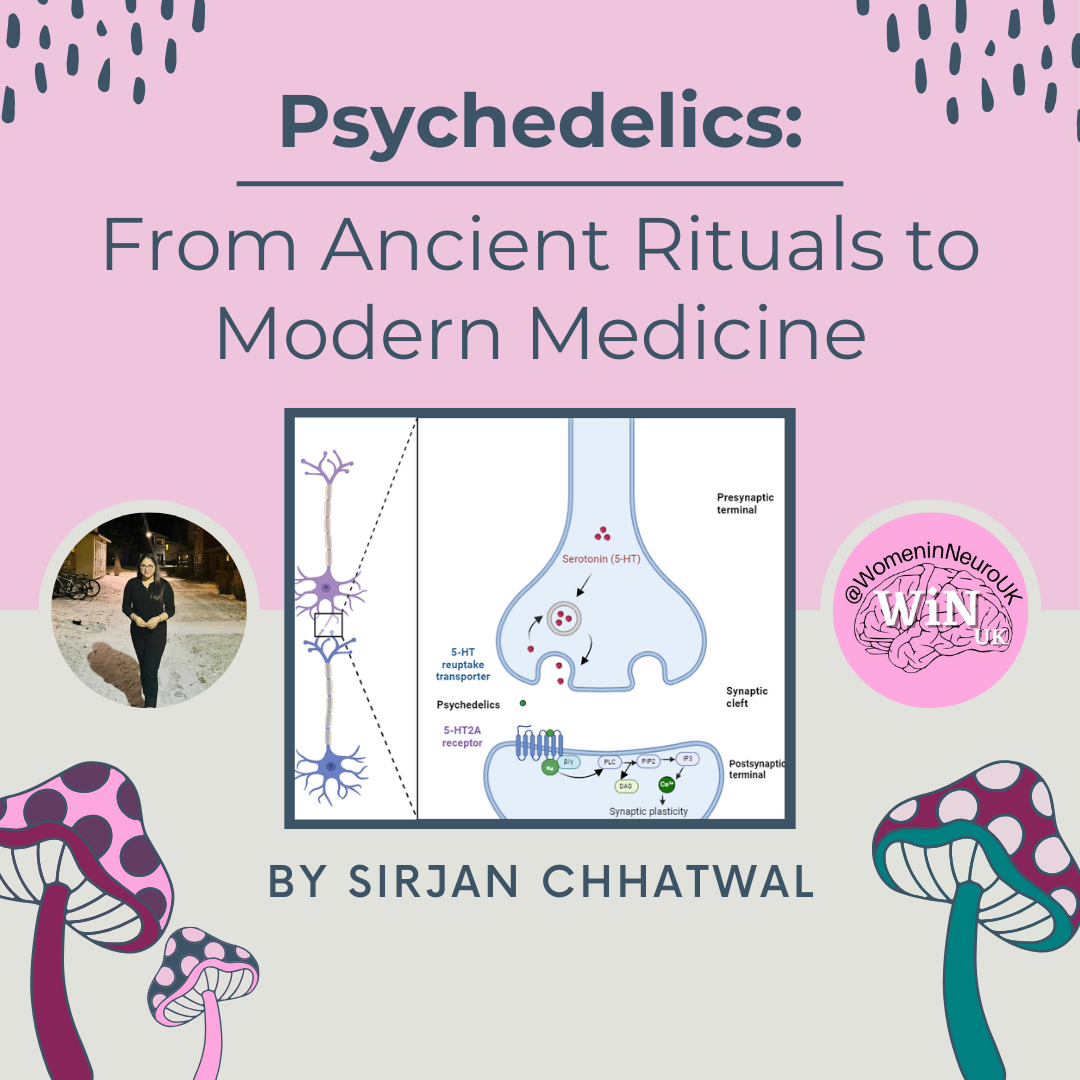 Psychedelics:
From Ancient Rituals to
Modern Medicine
Presynaptic
terminal
Serotonin (5-HT)
5-HT
reuptake
transporter
Psychedelics
5-HT2A
receptor
Synaptic
cleft
Postsynaptic
terminal
β/γ
PLC
PIP2
IP3
DAG
Ca²⁺
Synaptic plasticity
@WomeninNeuroUK
WiN
UK
BY SIRJAN CHHATWAL